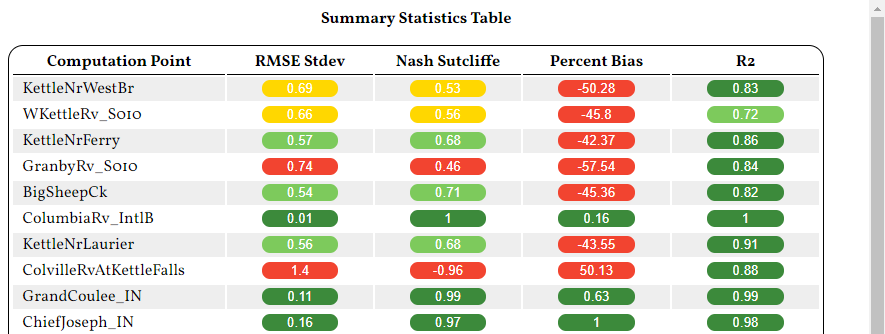 Summary Statistics Table
Computation Point RMSE Stdev Nash Sutcliffe Percent Bias R2
KettleNrWestBr 0.69 0.53 -50.28 0.83
WKettleRv_S010 0.66 0.56 -45.8 0.72
KettleNrFerry 0.57 0.68 -42.37 0.86
GranbyRv_S010 0.74 0.46 -57.54 0.84
BigSheepCk 0.54 0.71 -45.36 0.82
ColumbiaRv_IntlB 0.01 1 0.16 1
KettleNrLaurier 0.56 0.68 -43.55 0.91
ColvilleRvAtKettleFalls 1.4 -0.96 50.13 0.88
GrandCoulee_IN 0.11 0.99 0.63 0.99
ChiefJoseph_IN 0.16 0.97 1 0.98